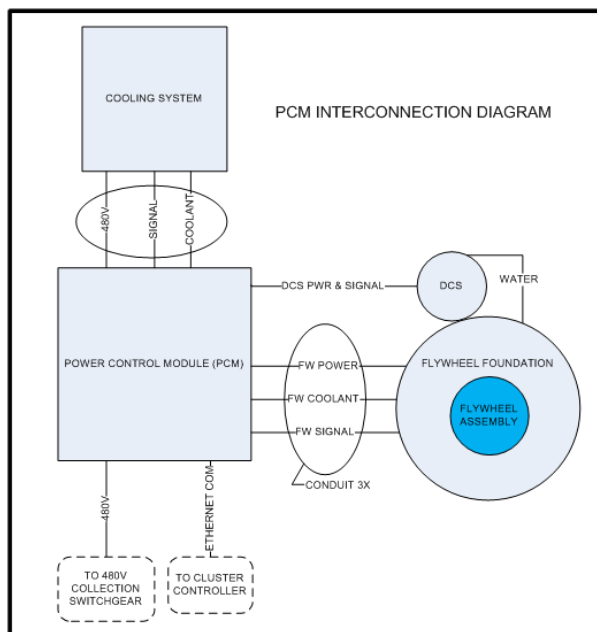 COOLING SYSTEM
PCM INTERCONNECTION DIAGRAM
480V
SIGNAL
COOLANT
DCS PWR & SIGNAL
DCS
WATER
POWER CONTROL MODULE (PCM)
FW POWER
FLYWHEEL FOUNDATION
FW COOLANT
FLYWHEEL
ASSEMBLY
FW SIGNAL
CONDUIT 3X
480V
ETHERNET COM
TO 480V
COLLECTION
SWITCHGEAR
TO CLUSTER
CONTROLLER